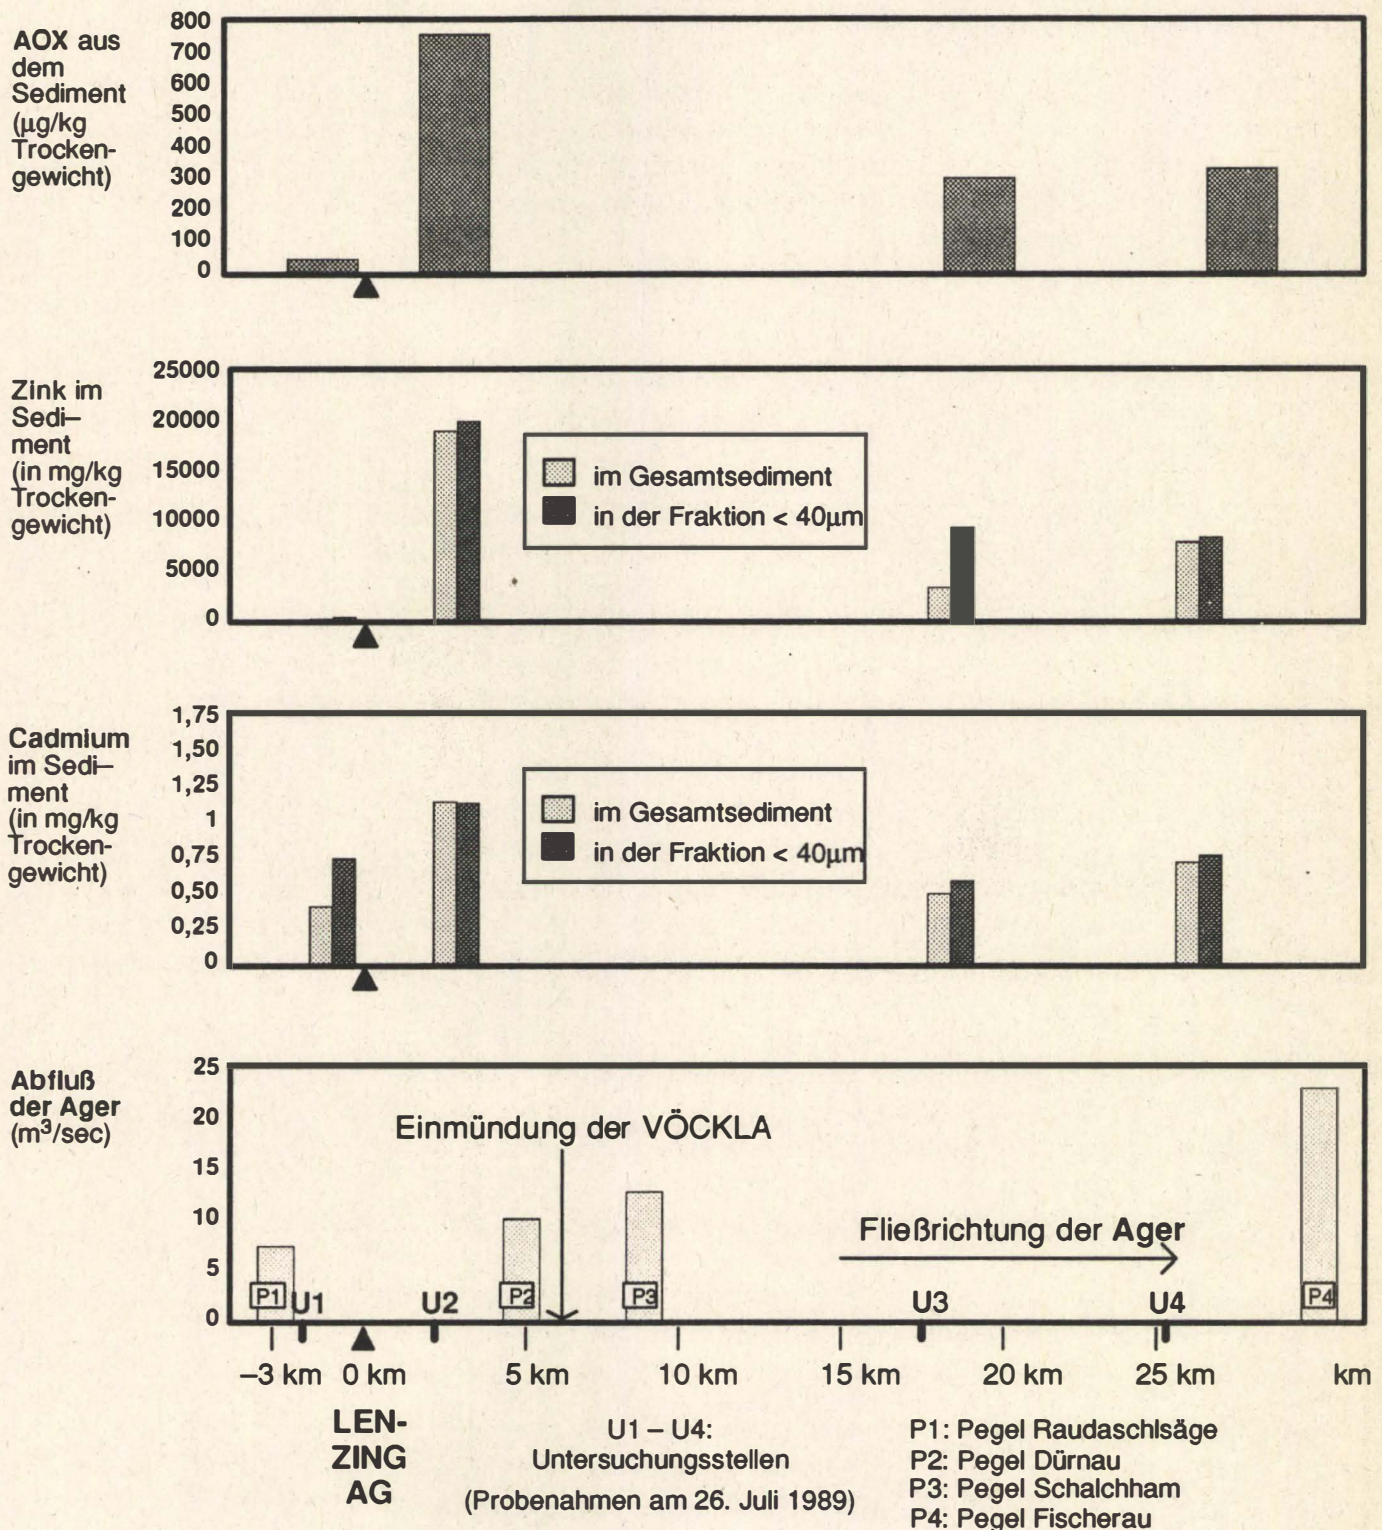 AOX aus
dem
Sediment
(µg/kg
Trocken-
gewicht)
800
700
600
500
400
300
200
100
0
Zink im
Sedi–
ment
(in mg/kg
Trocken-
gewicht)
25000
20000
15000
10000
5000
0
im Gesamtsediment
in der Fraktion < 40µm
Cadmium
im Sedi–
ment
(in mg/kg
Trocken-
gewicht)
1,75
1,50
1,25
1
0,75
0,50
0,25
0
im Gesamtsediment
in der Fraktion < 40µm
Abfluß
der Ager
(m³/sec)
25
20
15
10
5
0
Einmündung der VÖCKLA
Fließrichtung der Ager
P1 U1 U2 P2 P3 U3 U4 P4
–3 km 0 km 5 km 10 km 15 km 20 km 25 km km
LEN-
ZING
AG
U1 – U4:
Untersuchungsstellen
(Probenahmen am 26. Juli 1989)
P1: Pegel Raudaschlsäge
P2: Pegel Dürnau
P3: Pegel Schalchham
P4: Pegel Fischerau